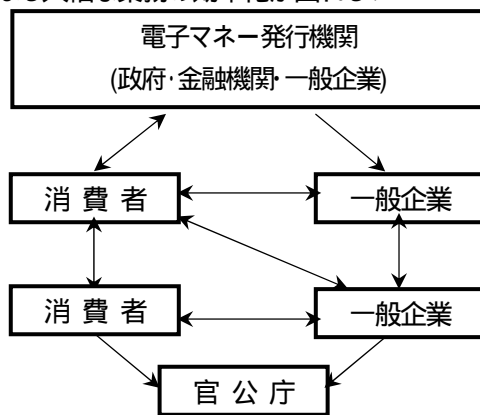 電子マネー発行機関
(政府・金融機関・一般企業)
消 費 者
一般企業
消 費 者
一般企業
官 公 庁